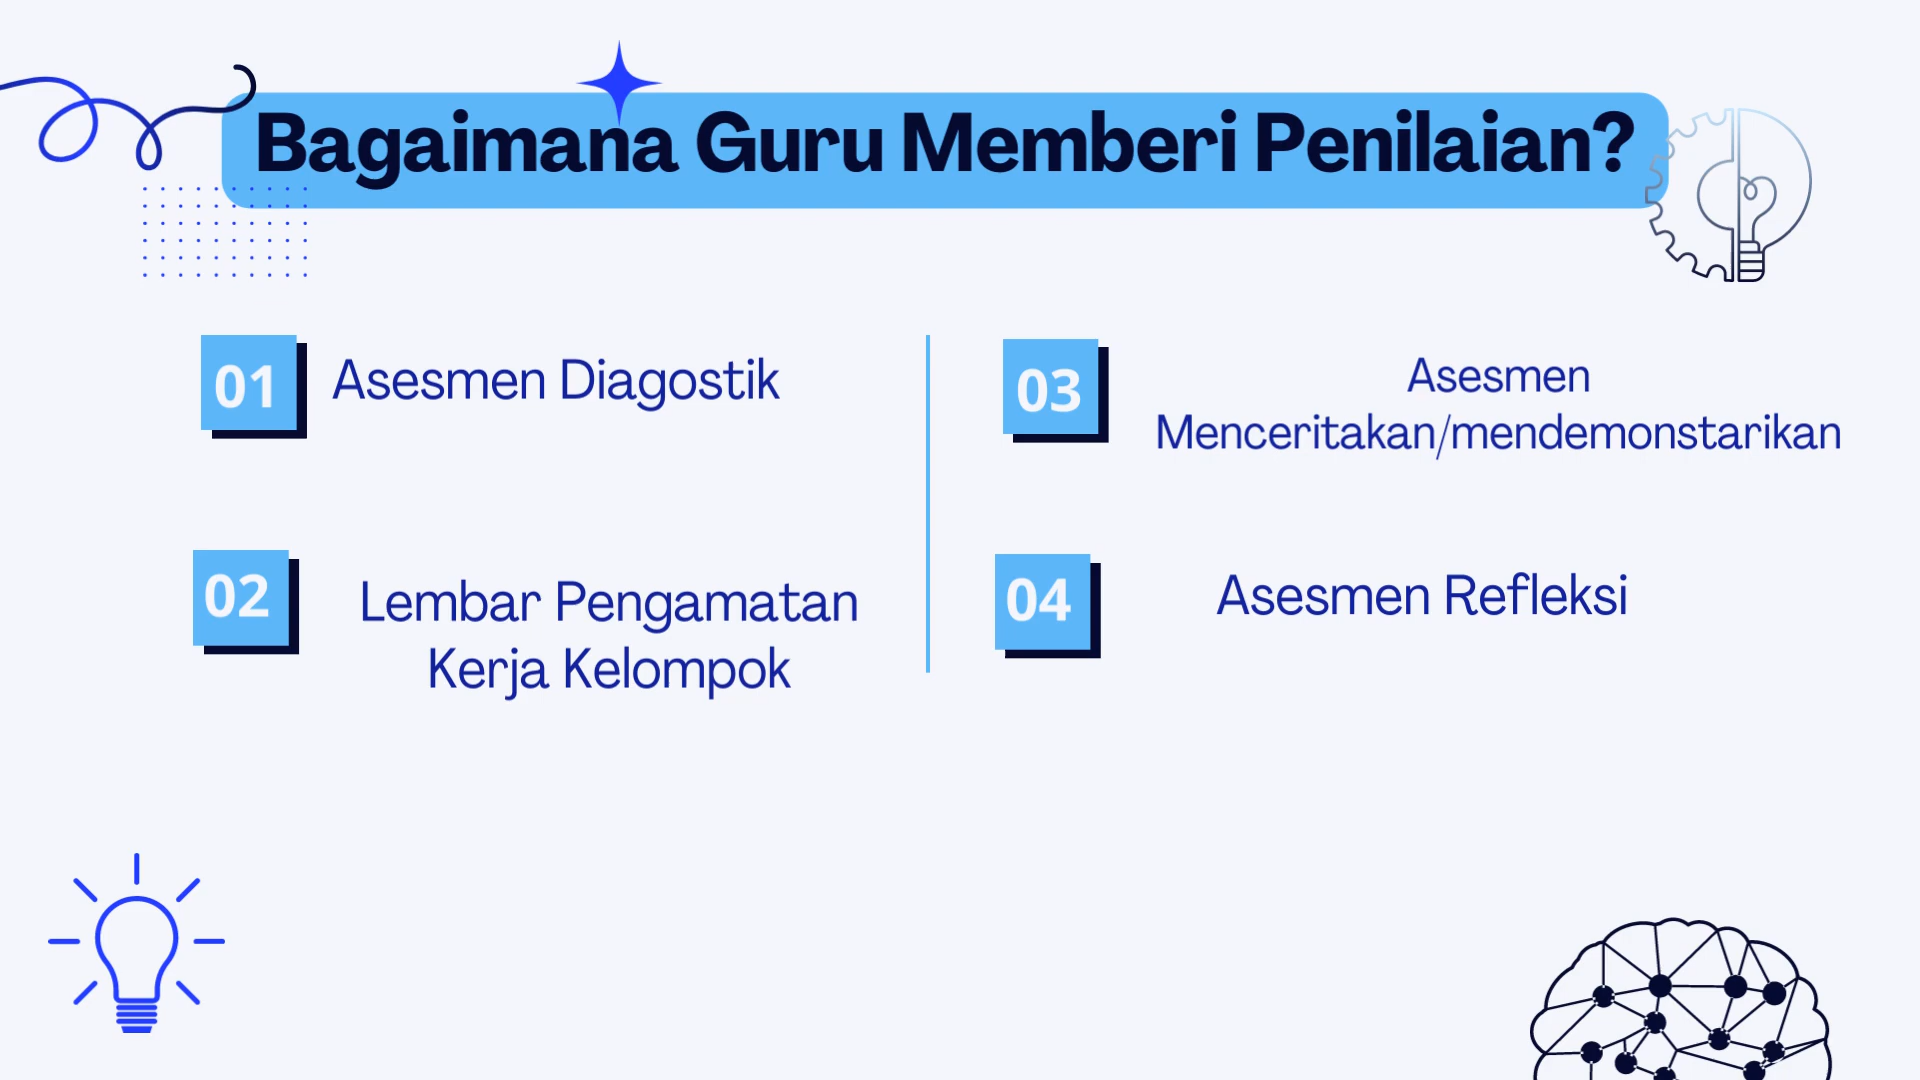 Bagaimana Guru Memberi Penilaian?
01
Asesmen Diagostik
02
Lembar Pengamatan
Kerja Kelompok
03
Asesmen
Menceritakan/mendemonstarikan
04
Asesmen Refleksi